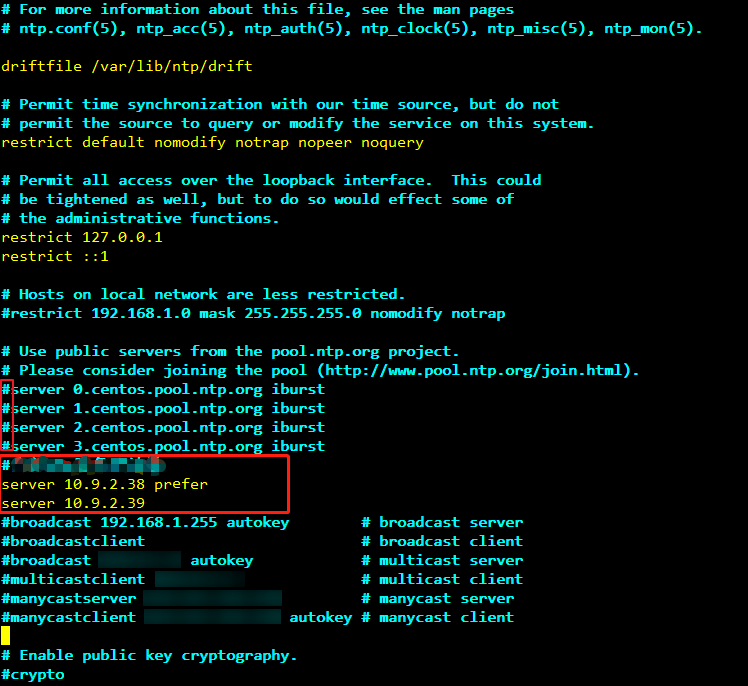 # For more information about this file, see the man pages
# ntp.conf(5), ntp_acc(5), ntp_auth(5), ntp_clock(5), ntp_misc(5), ntp_mon(5).
driftfile /var/lib/ntp/drift
# Permit time synchronization with our time source, but do not
# permit the source to query or modify the service on this system.
restrict default nomodify notrap nopeer noquery
# Permit all access over the loopback interface.  This could
# be tightened as well, but to do so would effect some of
# the administrative functions.
restrict 127.0.0.1
restrict ::1
# Hosts on local network are less restricted.
#restrict 192.168.1.0 mask 255.255.255.0 nomodify notrap
# Use public servers from the pool.ntp.org project.
# Please consider joining the pool (http://www.pool.ntp.org/join.html).
#server 0.centos.pool.ntp.org iburst
#server 1.centos.pool.ntp.org iburst
#server 2.centos.pool.ntp.org iburst
#server 3.centos.pool.ntp.org iburst
#
server 10.9.2.38 prefer
server 10.9.2.39
#broadcast 192.168.1.255 autokey        # broadcast server
#broadcastclient                        # broadcast client
#broadcast autokey            # multicast server
#multicastclient                        # multicast client
#manycastserver                         # manycast server
#manycastclient autokey # manycast client
# Enable public key cryptography.
#crypto